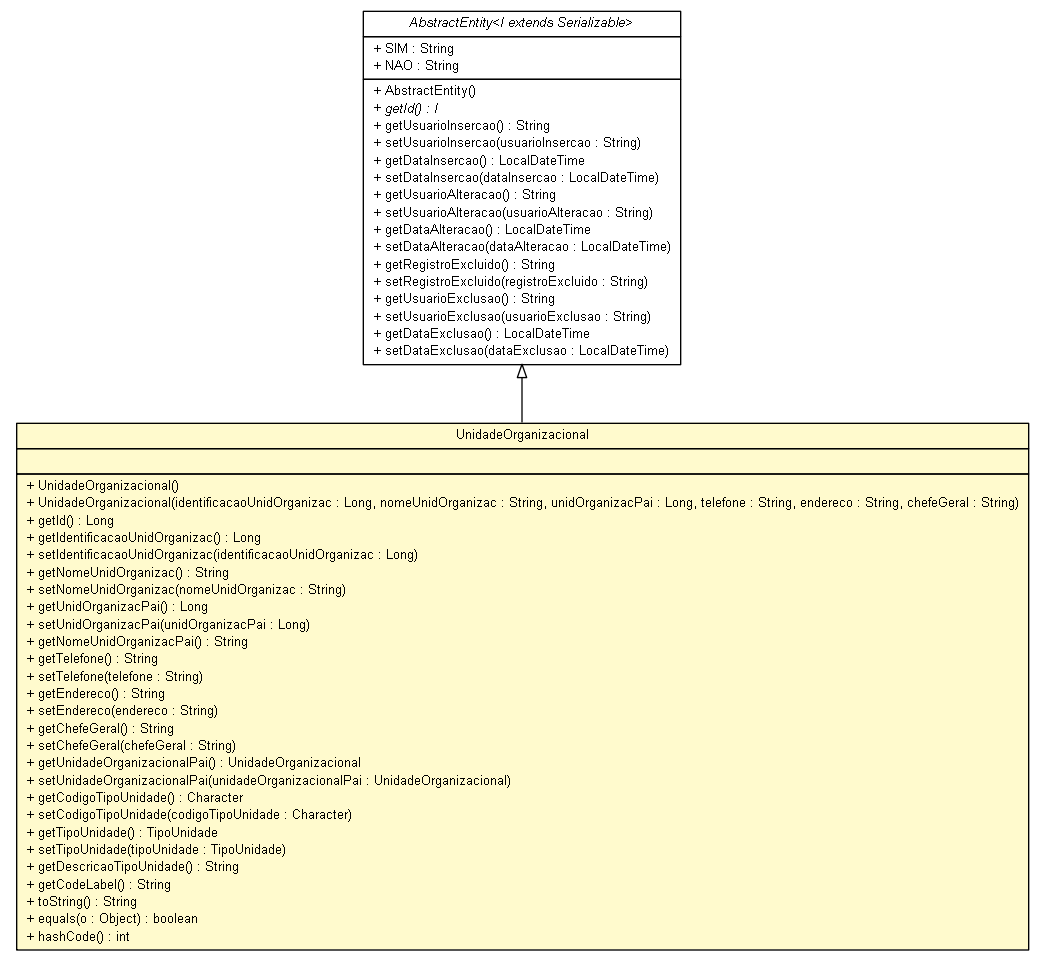 AbstractEntity<I extends Serializable>
+ SIM : String
+ NAO : String
+ AbstractEntity()
+ getId() : I
+ getUsuarioInsercao() : String
+ setUsuarioInsercao(usuarioInsercao : String)
+ getDataInsercao() : LocalDateTime
+ setDataInsercao(dataInsercao : LocalDateTime)
+ getUsuarioAlteracao() : String
+ setUsuarioAlteracao(usuarioAlteracao : String)
+ getDataAlteracao() : LocalDateTime
+ setDataAlteracao(dataAlteracao : LocalDateTime)
+ getRegistroExcluido() : String
+ setRegistroExcluido(registroExcluido : String)
+ getUsuarioExclusao() : String
+ setUsuarioExclusao(usuarioExclusao : String)
+ getDataExclusao() : LocalDateTime
+ setDataExclusao(dataExclusao : LocalDateTime)
UnidadeOrganizacional
+ UnidadeOrganizacional()
+ UnidadeOrganizacional(identificacaoUnidOrganizac : Long, nomeUnidOrganizac : String, unidOrganizacPai : Long, telefone : String, endereco : String, chefeGeral : String)
+ getId() : Long
+ getIdentificacaoUnidOrganizac() : Long
+ setIdentificacaoUnidOrganizac(identificacaoUnidOrganizac : Long)
+ getNomeUnidOrganizac() : String
+ setNomeUnidOrganizac(nomeUnidOrganizac : String)
+ getUnidOrganizacPai() : Long
+ setUnidOrganizacPai(unidOrganizacPai : Long)
+ getNomeUnidOrganizacPai() : String
+ getTelefone() : String
+ setTelefone(telefone : String)
+ getEndereco() : String
+ setEndereco(endereco : String)
+ getChefeGeral() : String
+ setChefeGeral(chefeGeral : String)
+ getUnidadeOrganizacionalPai() : UnidadeOrganizacional
+ setUnidadeOrganizacionalPai(unidadeOrganizacionalPai : UnidadeOrganizacional)
+ getCodigoTipoUnidade() : Character
+ setCodigoTipoUnidade(codigoTipoUnidade : Character)
+ getTipoUnidade() : TipoUnidade
+ setTipoUnidade(tipoUnidade : TipoUnidade)
+ getDescricaoTipoUnidade() : String
+ getCodeLabel() : String
+ toString() : String
+ equals(o : Object) : boolean
+ hashCode() : int